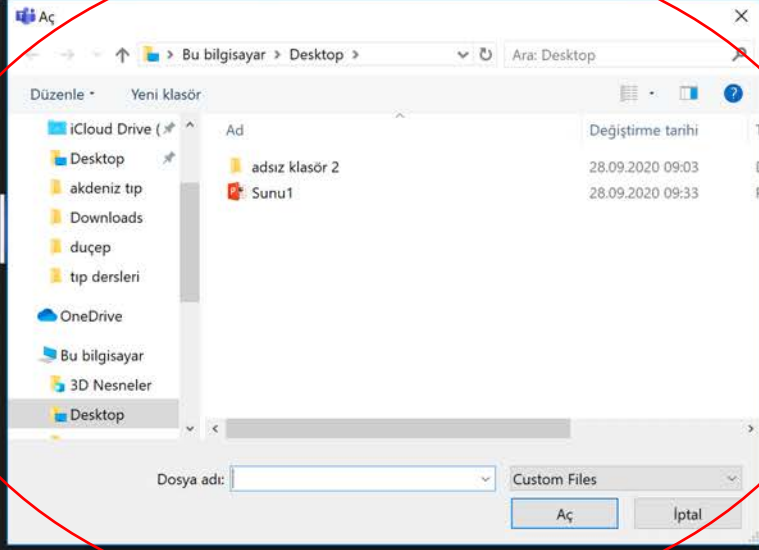 Aç
Bu bilgisayar > Desktop >
Ara: Desktop
Düzenle
Yeni klasör
iCloud Drive (
Desktop
akdeniz tıp
Downloads
duçep
tıp dersleri
OneDrive
Bu bilgisayar
3D Nesneler
Desktop
Ad
Değiştirme tarihi
adsız klasör 2
28.09.2020 09:03
Sunu1
28.09.2020 09:33
Dosya adı:
Custom Files
Aç
İptal